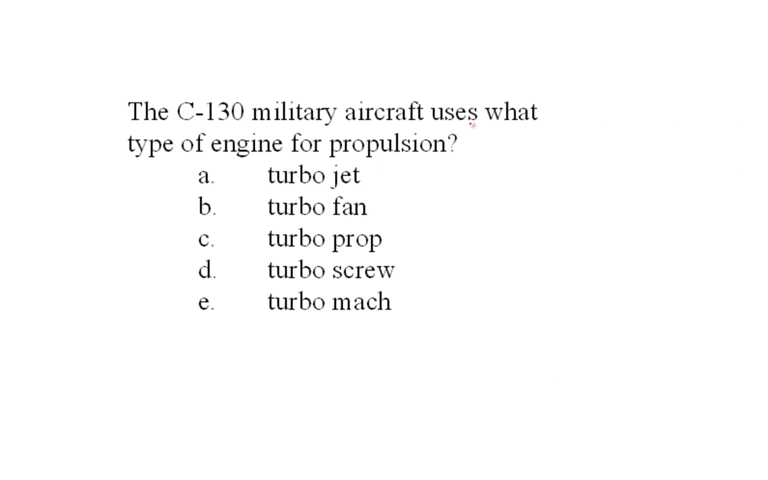 The C-130 military aircraft uses what
type of engine for propulsion?
a. turbo jet
b. turbo fan
c. turbo prop
d. turbo screw
e. turbo mach